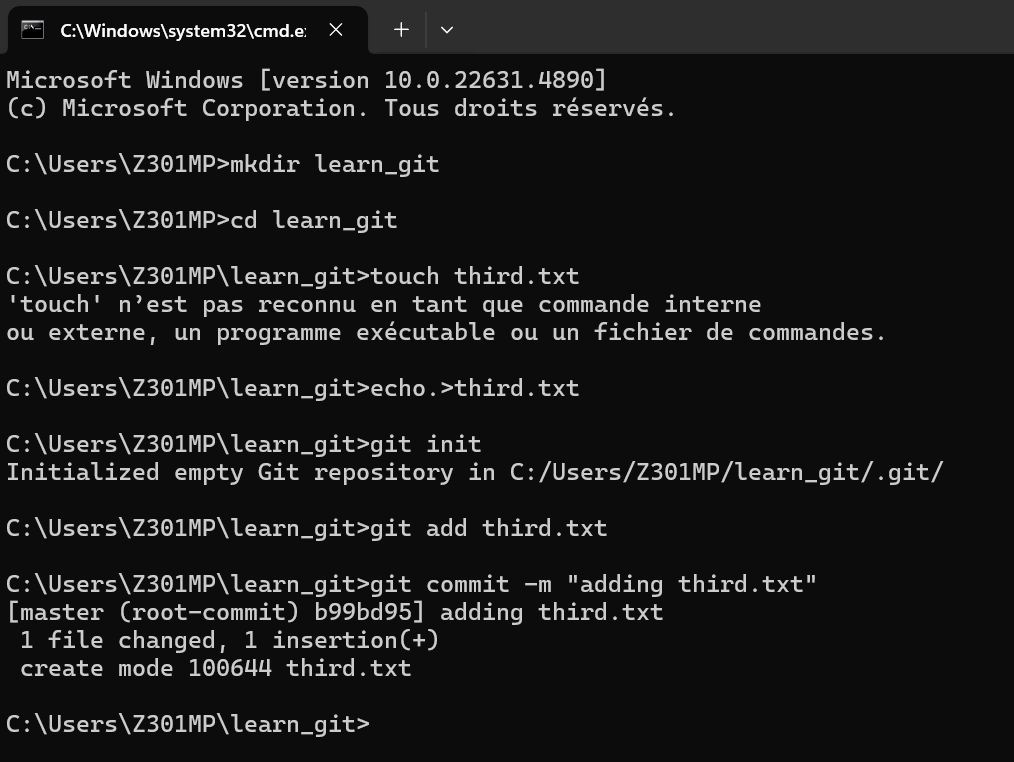 C:\Windows\system32\cmd.e
Microsoft Windows [version 10.0.22631.4890]
(c) Microsoft Corporation. Tous droits réservés.
C:\Users\Z301MP>mkdir learn_git
C:\Users\Z301MP>cd learn_git
C:\Users\Z301MP\learn_git>touch third.txt
'touch' n’est pas reconnu en tant que commande interne
ou externe, un programme exécutable ou un fichier de commandes.
C:\Users\Z301MP\learn_git>echo.>third.txt
C:\Users\Z301MP\learn_git>git init
Initialized empty Git repository in C:/Users/Z301MP/learn_git/.git/
C:\Users\Z301MP\learn_git>git add third.txt
C:\Users\Z301MP\learn_git>git commit -m "adding third.txt"
[master (root-commit) b99bd95] adding third.txt
 1 file changed, 1 insertion(+)
 create mode 100644 third.txt
C:\Users\Z301MP\learn_git>